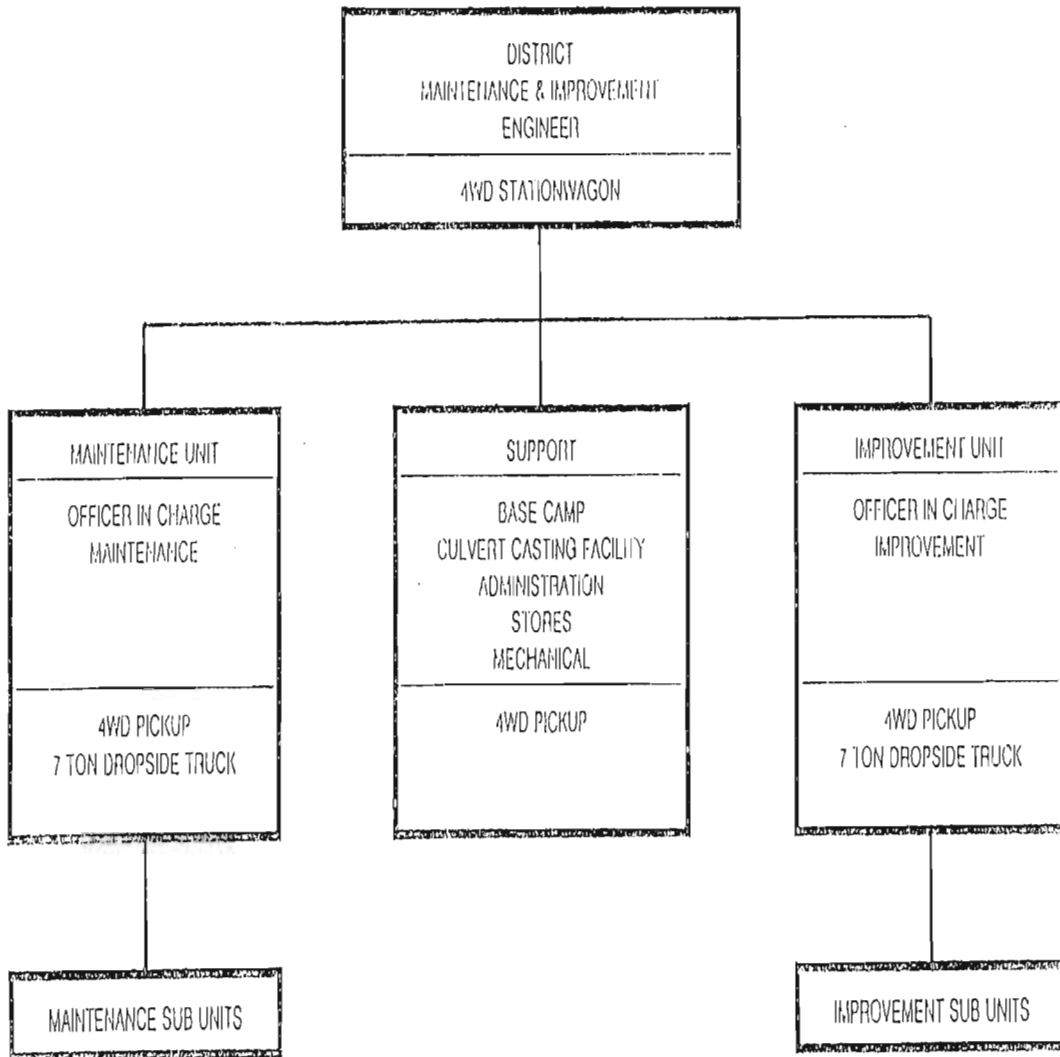 DISTRICT
MAINTENANCE & IMPROVEMENT
ENGINEER
4WD STATIONWAGON
MAINTENANCE UNIT
OFFICER IN CHARGE
MAINTENANCE
4WD PICKUP
7 TON DROPSIDE TRUCK
SUPPORT
BASE CAMP
CULVERT CASTING FACILITY
ADMINISTRATION
STORES
MECHANICAL
4WD PICKUP
IMPROVEMENT UNIT
OFFICER IN CHARGE
IMPROVEMENT
4WD PICKUP
7 TON DROPSIDE TRUCK
MAINTENANCE SUB UNITS
IMPROVEMENT SUB UNITS